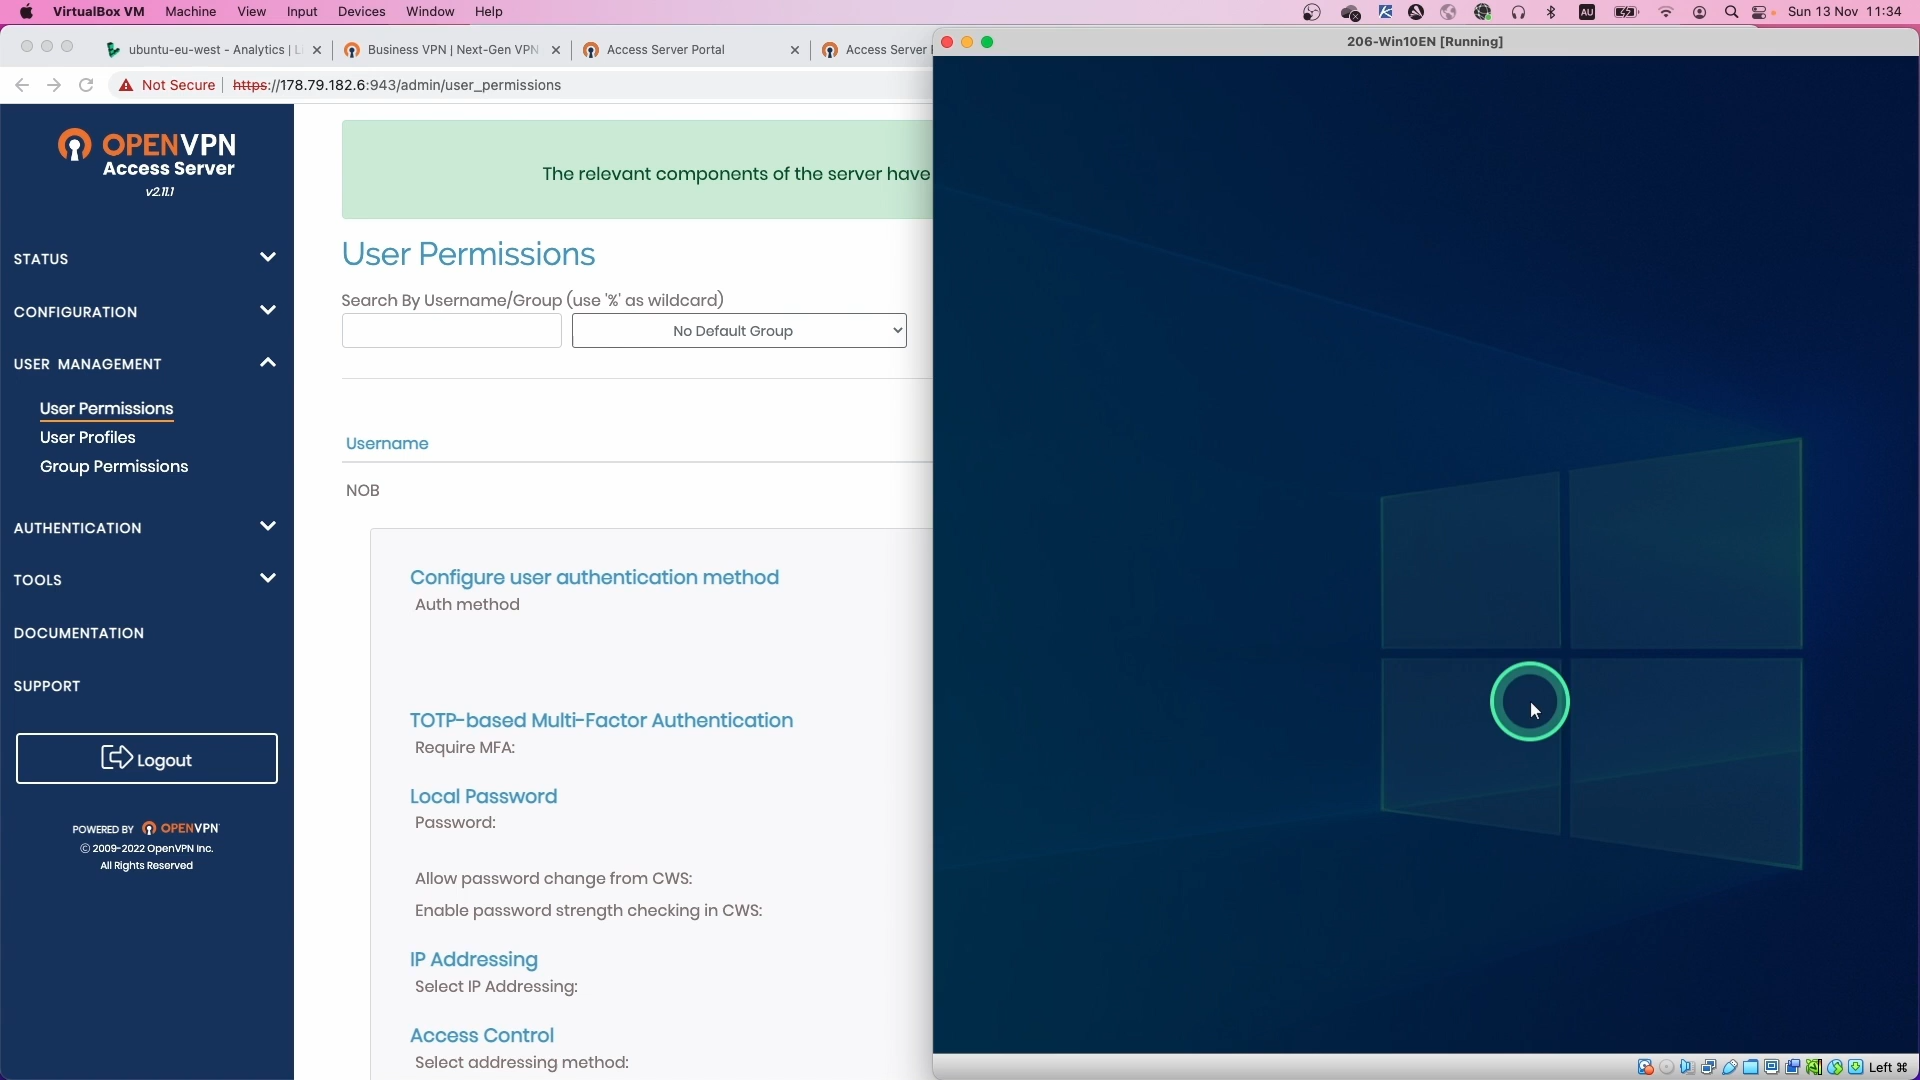 VirtualBox VM Machine View Input Devices Window Help
AU
Sun 13 Nov 11:34
ubuntu-eu-west - Analytics | Li
Business VPN | Next-Gen VPN
Access Server Portal
Access Server
206-Win10EN [Running]
Not Secure
https://178.79.182.6:943/admin/user_permissions
OPENVPN
Access Server
v2.11.1
STATUS
CONFIGURATION
USER MANAGEMENT
User Permissions
User Profiles
Group Permissions
AUTHENTICATION
TOOLS
DOCUMENTATION
SUPPORT
Logout
POWERED BY OPENVPN
© 2009-2022 OpenVPN Inc.
All Rights Reserved
The relevant components of the server have
User Permissions
Search By Username/Group (use '%' as wildcard)
No Default Group
Username
NOB
Configure user authentication method
Auth method
TOTP-based Multi-Factor Authentication
Require MFA:
Local Password
Password:
Allow password change from CWS:
Enable password strength checking in CWS:
IP Addressing
Select IP Addressing:
Access Control
Select addressing method:
Left ⌘